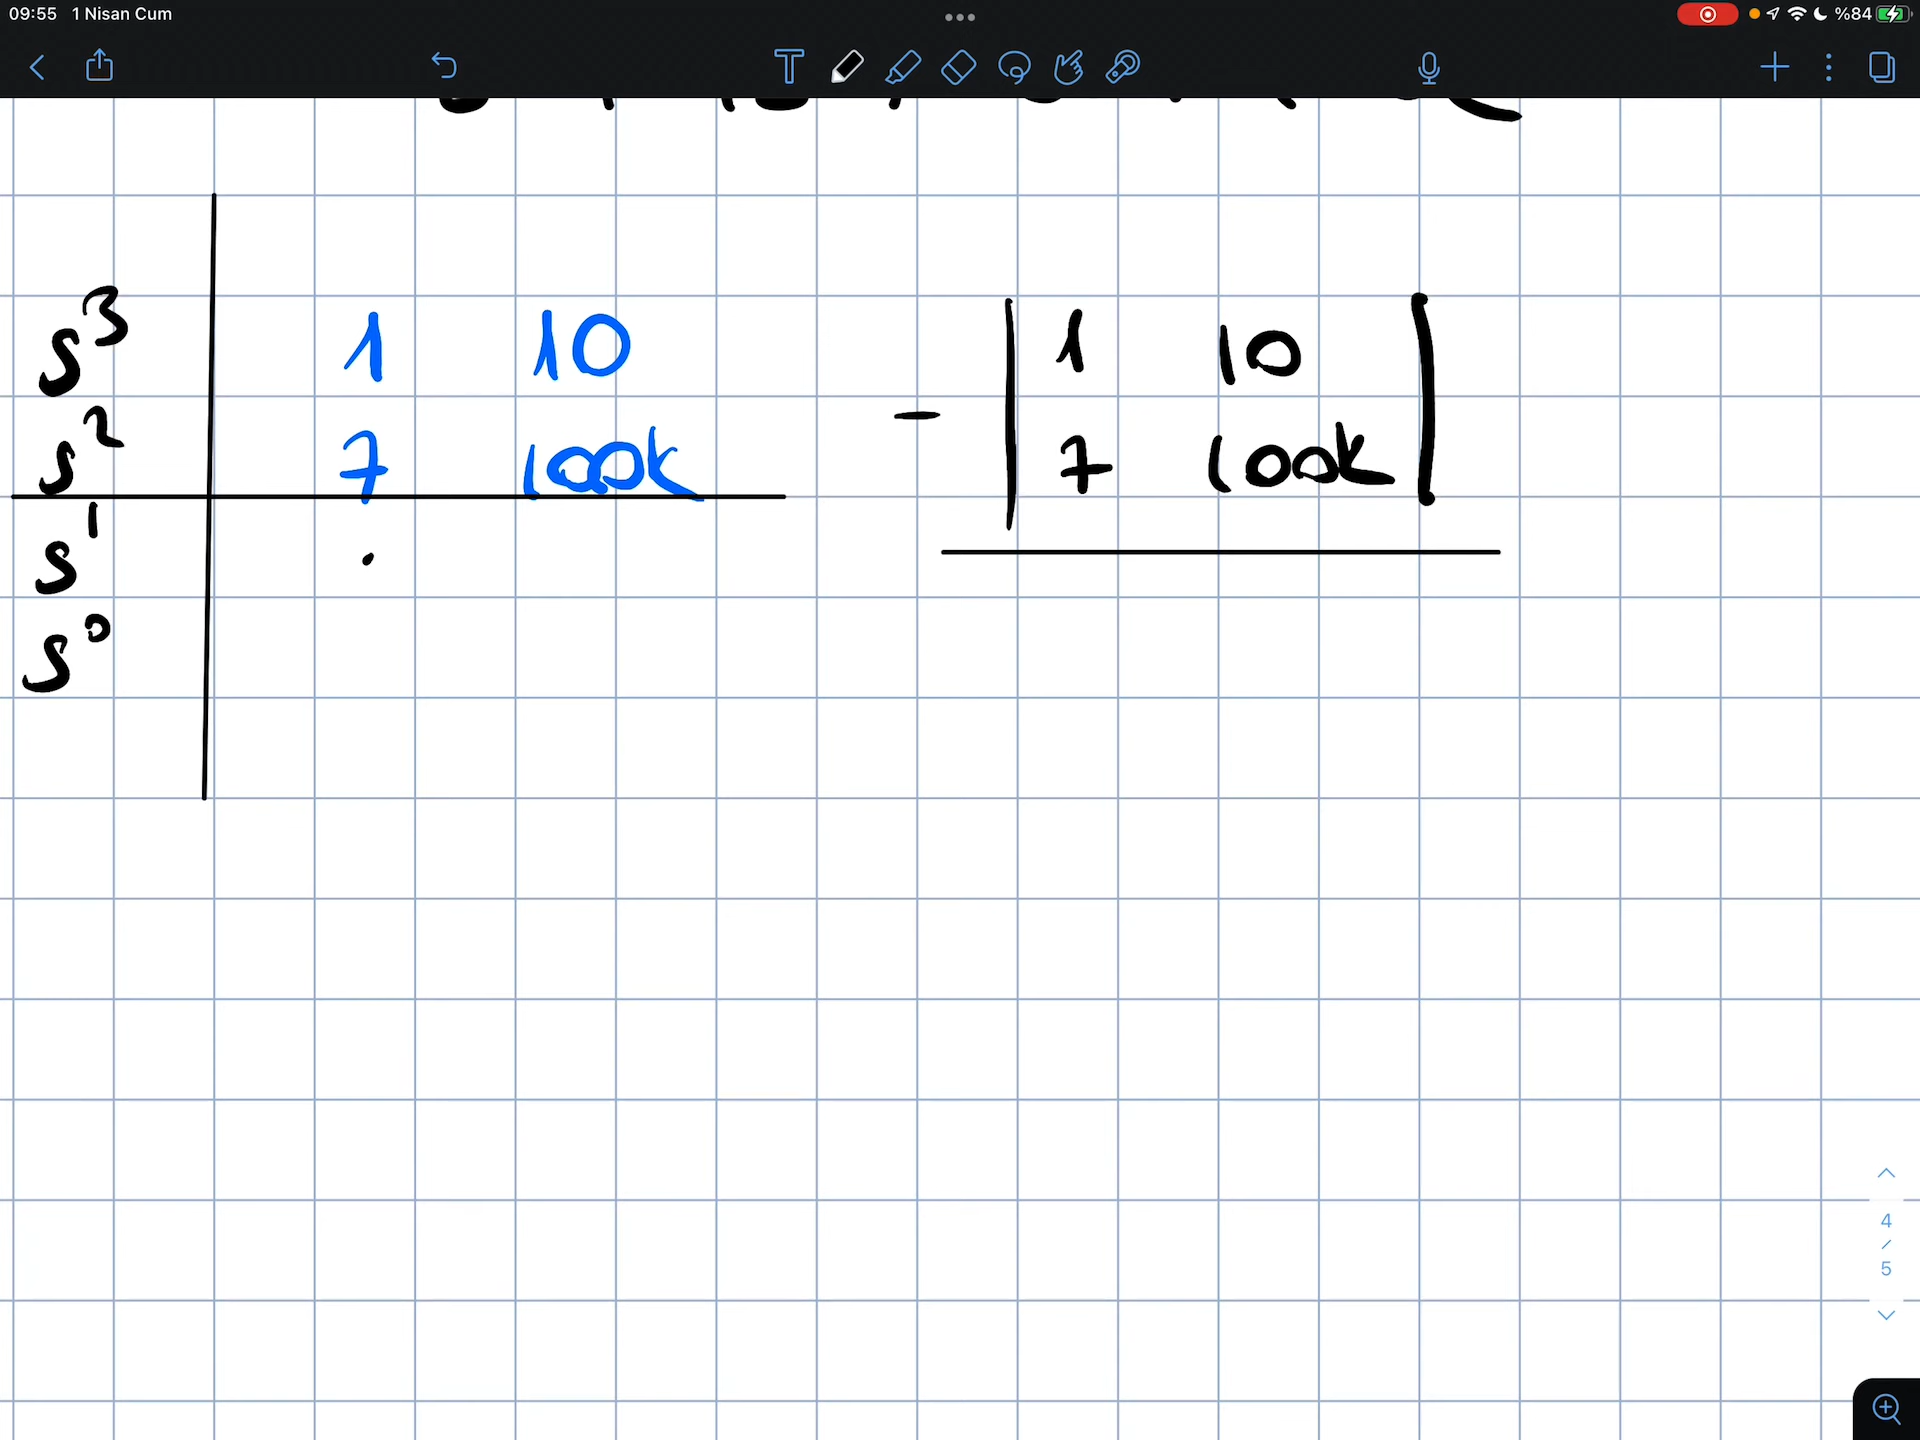 09:55 1 Nisan Cum %84
s³ 1 10
s² 7 100k
s¹ .
s⁰
- | 1 10 |
| 7 100k |
4
/
5